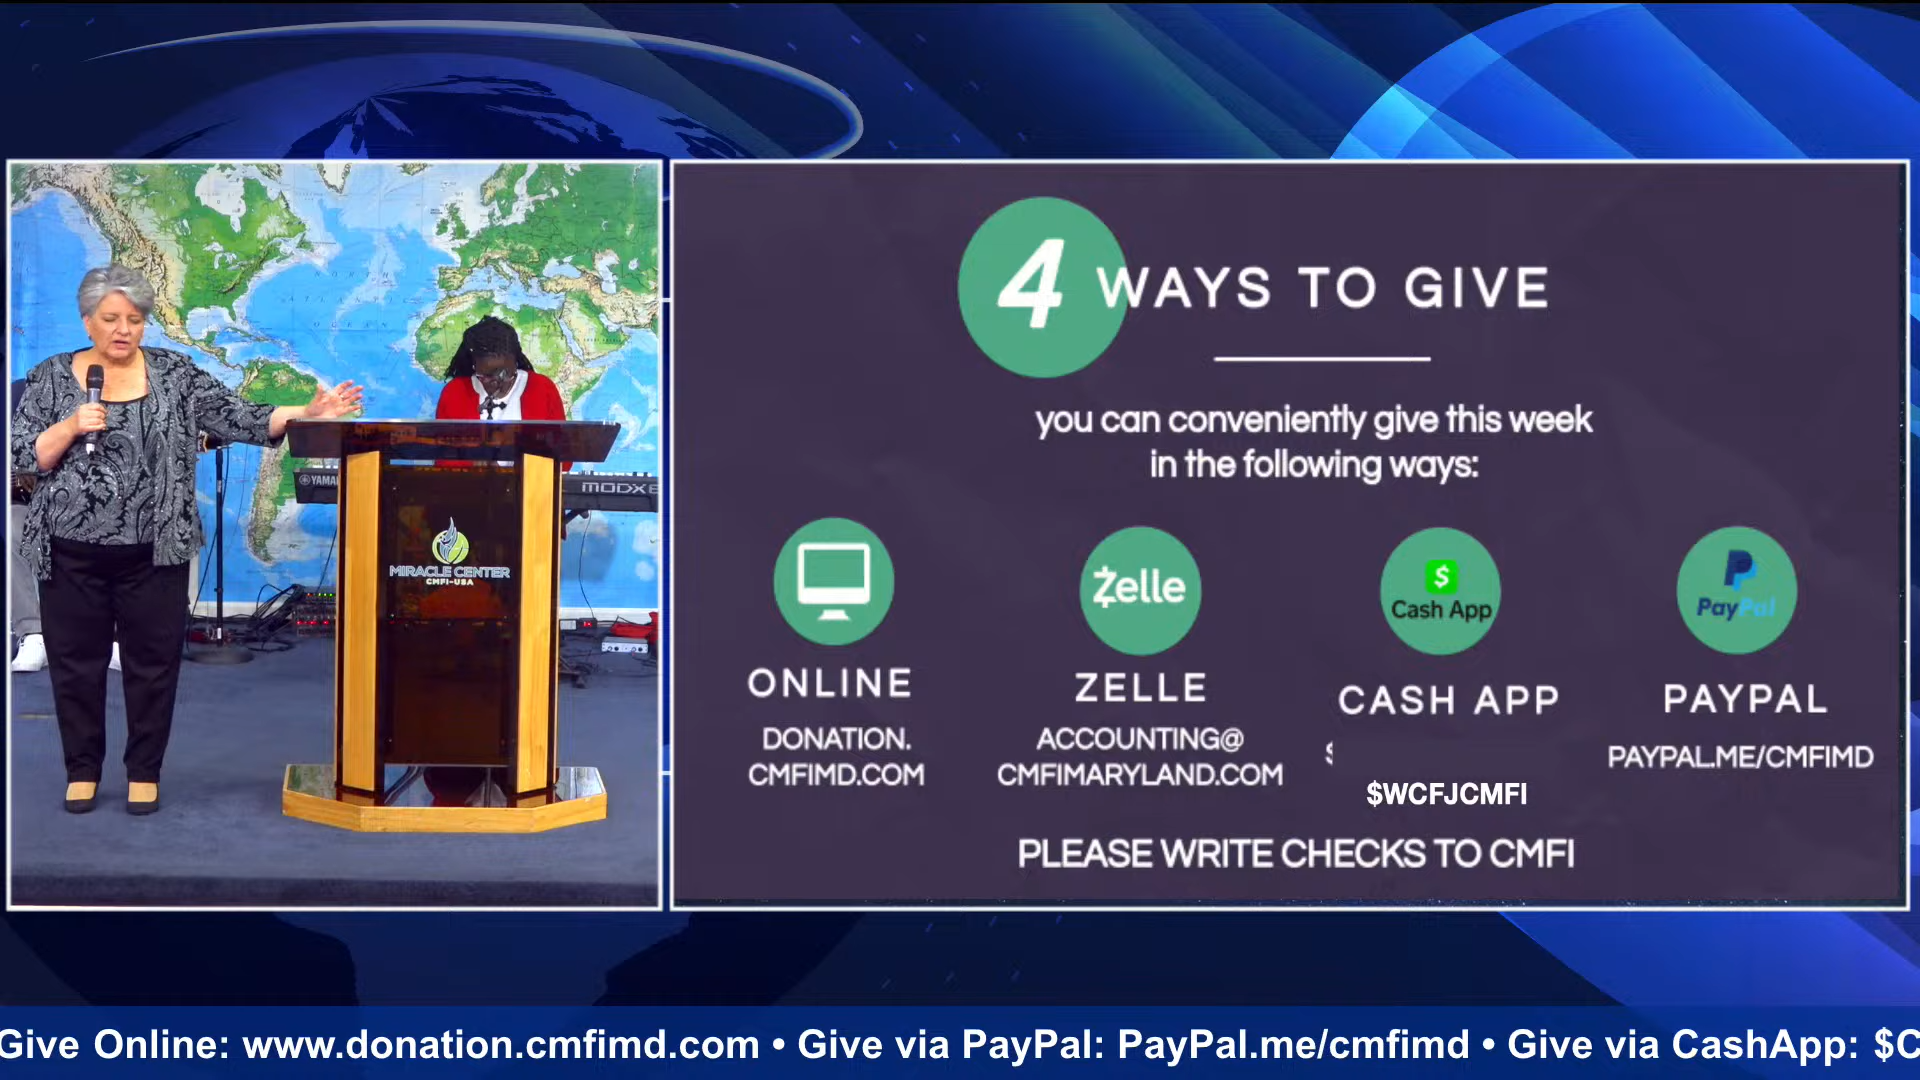 4 WAYS TO GIVE
you can conveniently give this week
in the following ways:
zelle
$
Cash App
PayPal
ONLINE
DONATION.
CMFIMD.COM
ZELLE
ACCOUNTING@
CMFIMARYLAND.COM
CASH APP
$
$WCFJCMFI
PAYPAL
PAYPAL.ME/CMFIMD
PLEASE WRITE CHECKS TO CMFI
YAMA
MODX8
MIRACLE CENTER
CMFI-USA
Give Online: www.donation.cmfimd.com • Give via PayPal: PayPal.me/cmfimd • Give via CashApp: $C